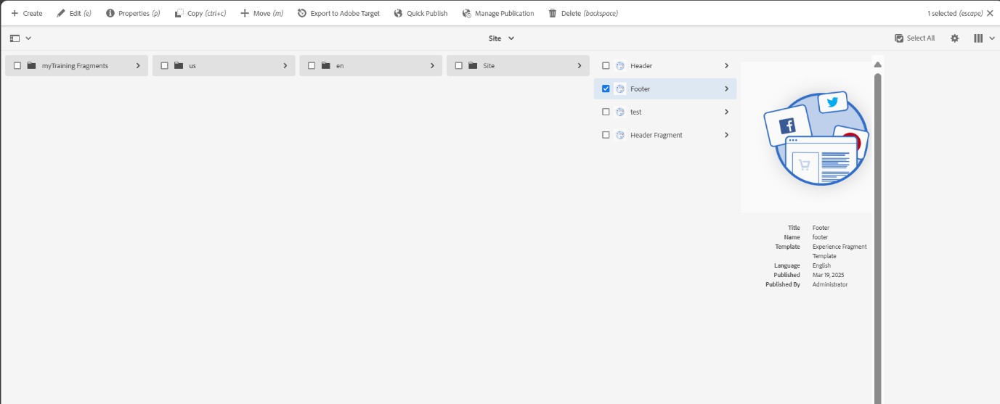 Create Edit (e) Properties (p) Copy (ctrl+c) Move (m) Export to Adobe Target Quick Publish Manage Publication Delete (backspace) 1 selected (escape)
Site Select All
myTraining Fragments us en Site Header
Footer
test
Header Fragment
Title Footer
Name footer
Template Experience Fragment
Template
Language English
Published Mar 19, 2025
Published By Administrator